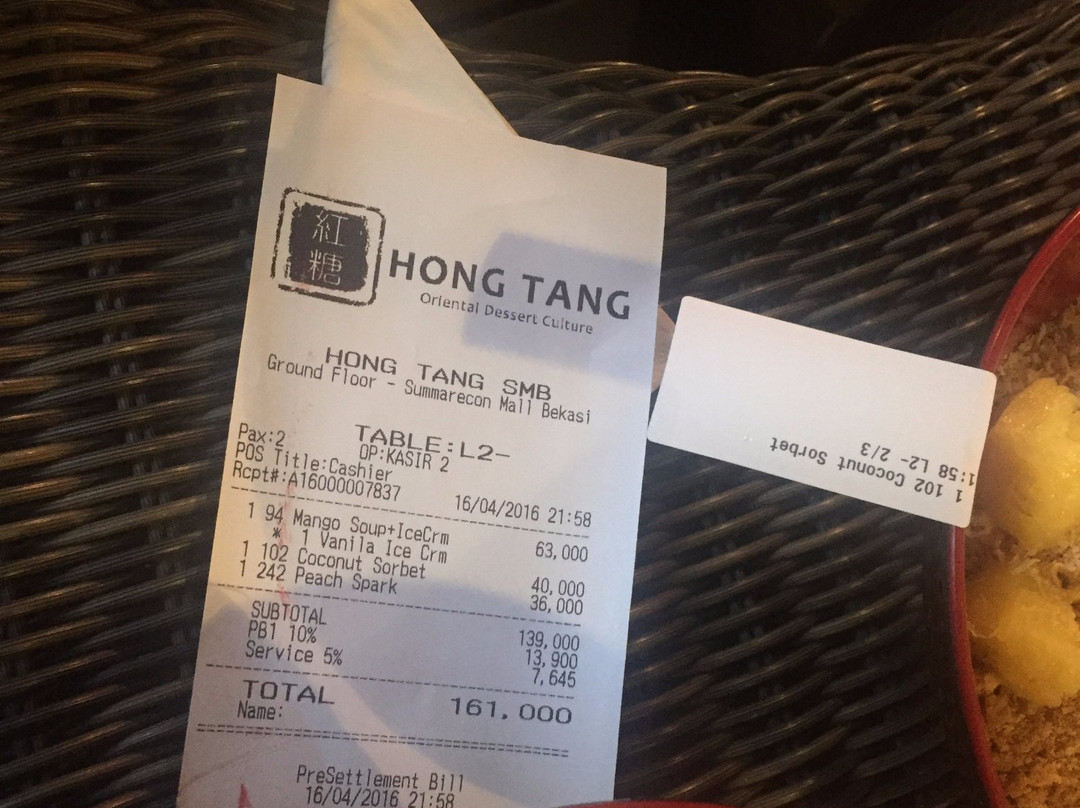 紅糖
HONG TANG
Oriental Dessert Culture
HONG TANG SMB
Ground Floor - Summarecon Mall Bekasi
TABLE:L2-
Pax:2 OP:KASIR 2
POS Title:Cashier
Rcpt#:A16000007837 16/04/2016 21:58
1 94 Mango Soup+IceCrm 63,000
* 1 Vanila Ice Crm
1 102 Coconut Sorbet 40,000
1 242 Peach Spark 36,000
SUBTOTAL 139,000
PB1 10% 13,900
Service 5% 7,645
TOTAL 161,000
Name:
PreSettlement Bill
16/04/2016 21:58
1 102 Coconut Sorbet
1:58 L2- 2/3